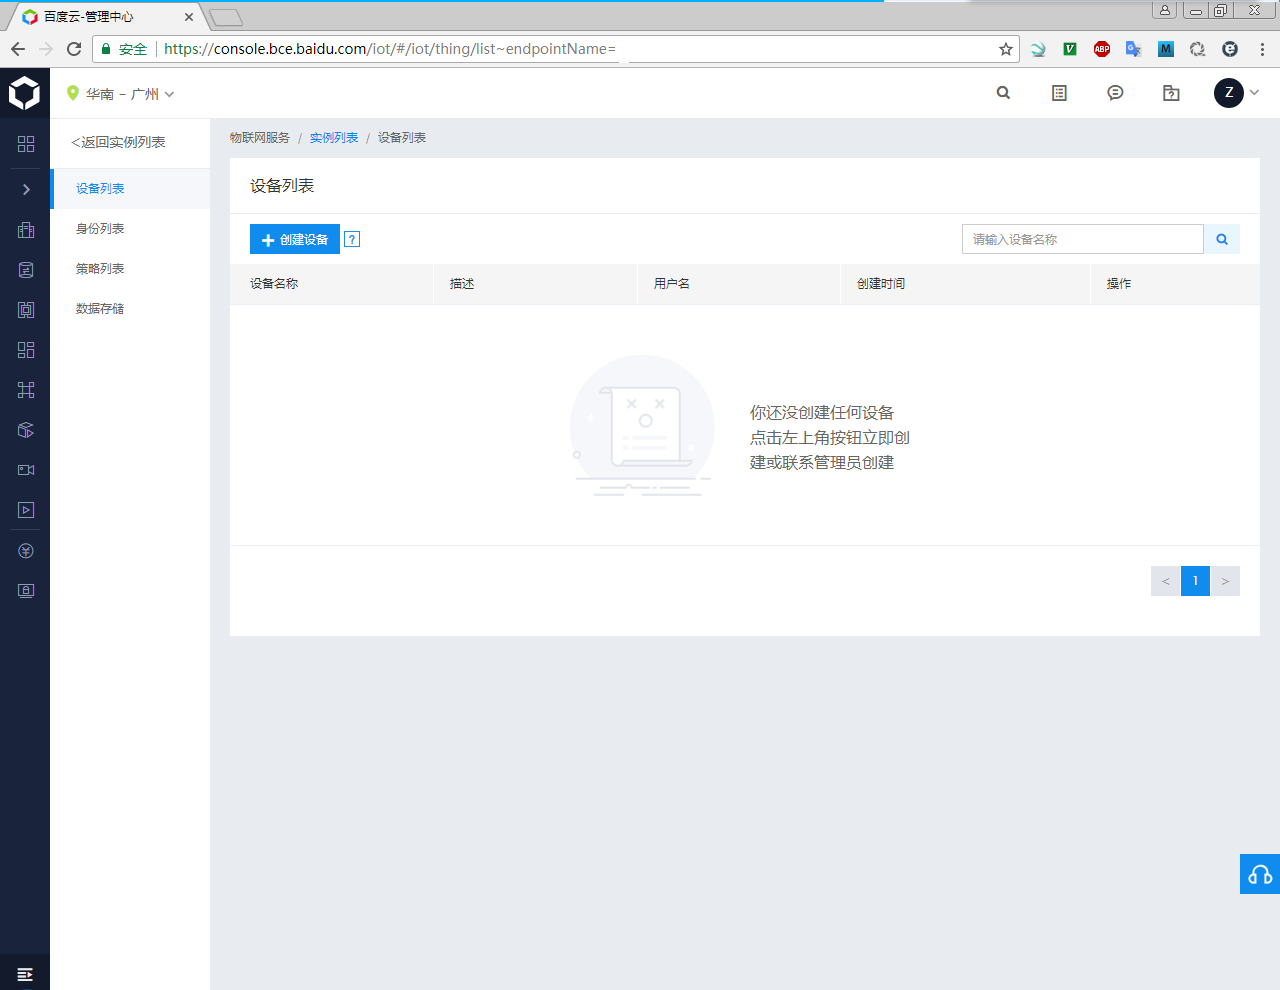 百度云-管理中心
安全 https://console.bce.baidu.com/iot/#/iot/thing/list~endpointName=
V
ABP
M
华南 - 广州
Z
<返回实例列表
物联网服务 / 实例列表 / 设备列表
设备列表
身份列表
策略列表
数据存储
设备列表
创建设备 ?
请输入设备名称
设备名称 描述 用户名 创建时间 操作
你还没创建任何设备
点击左上角按钮立即创
建或联系管理员创建
< 1 >